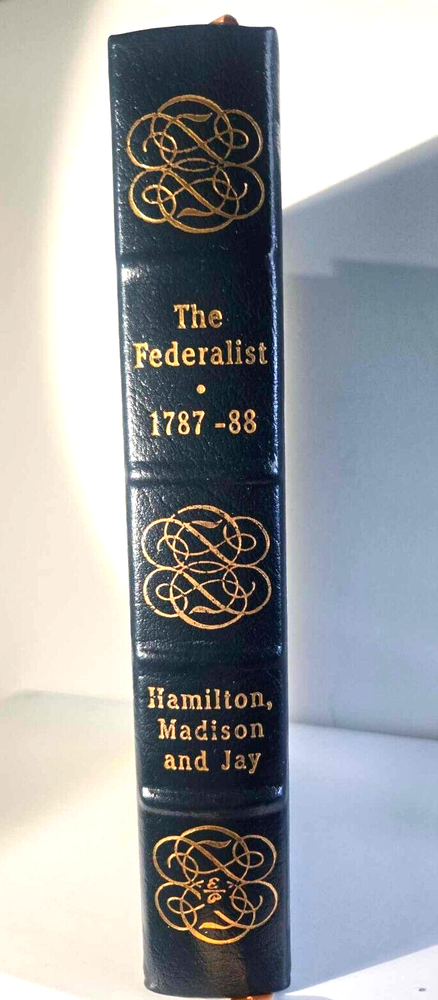 The
Federalist
•
1787 -88
Hamilton,
Madison
and Jay